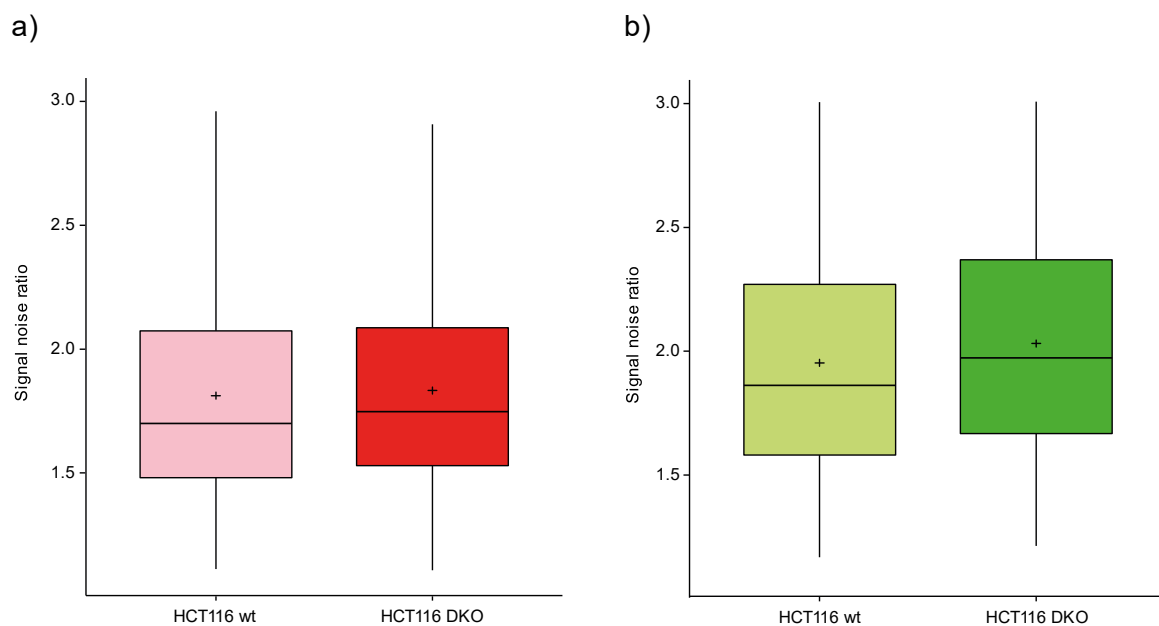 a)
3.0
2.5
2.0
1.5
Signal noise ratio
HCT116 wt
HCT116 DKO
b)
3.0
2.5
2.0
1.5
Signal noise ratio
HCT116 wt
HCT116 DKO